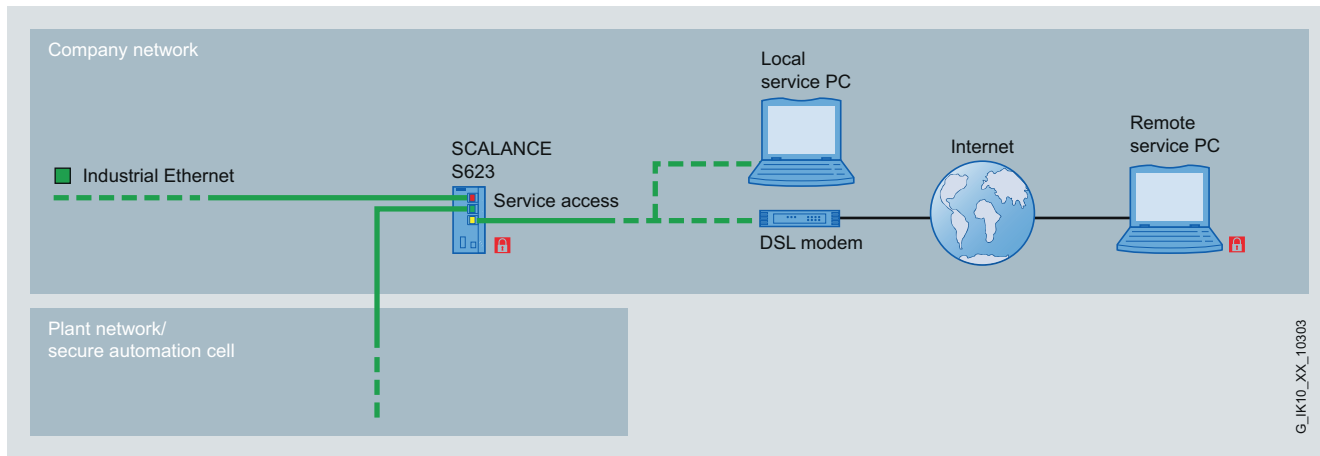 Company network
Local
service PC
Remote
service PC
SCALANCE
S623
Internet
Industrial Ethernet
Service access
DSL modem
Plant network/
secure automation cell
G_IK10_XX_10303